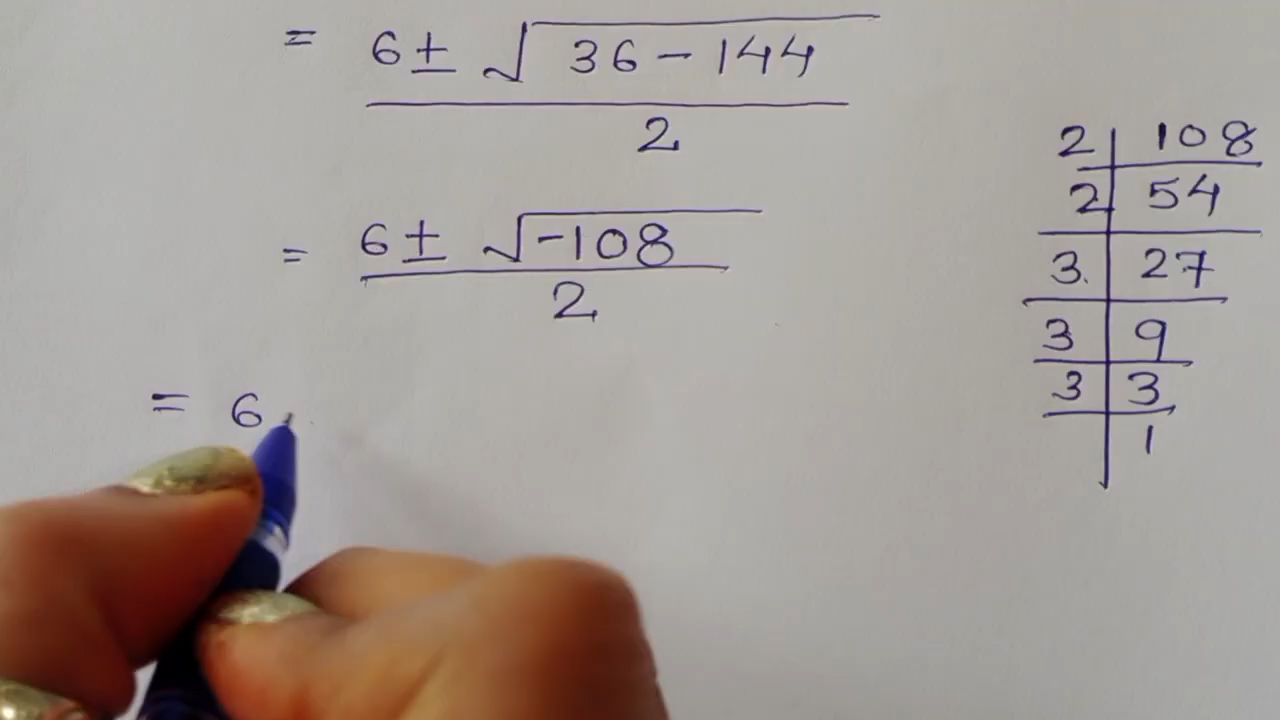 = 6 ± √36 - 144
2
= 6 ± √-108
2
= 6
2 | 108
2 | 54
3 | 27
3 | 9
3 | 3
| 1